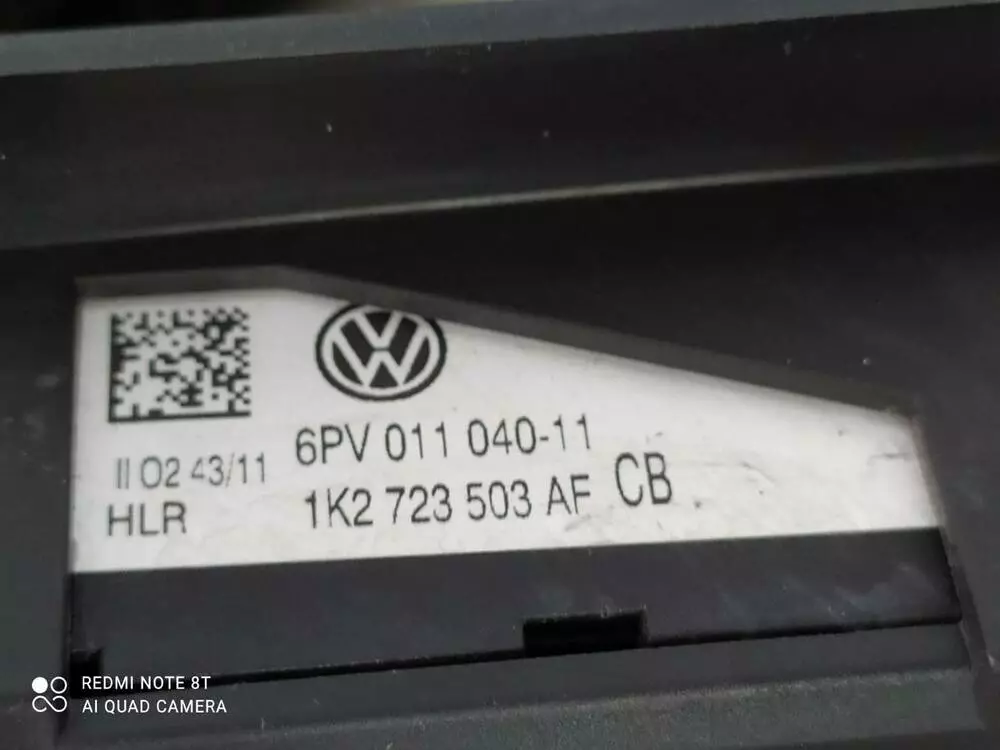 6PV 011 040-11
II 02 43/11
1K2 723 503 AF CB
HLR
REDMI NOTE 8T
AI QUAD CAMERA